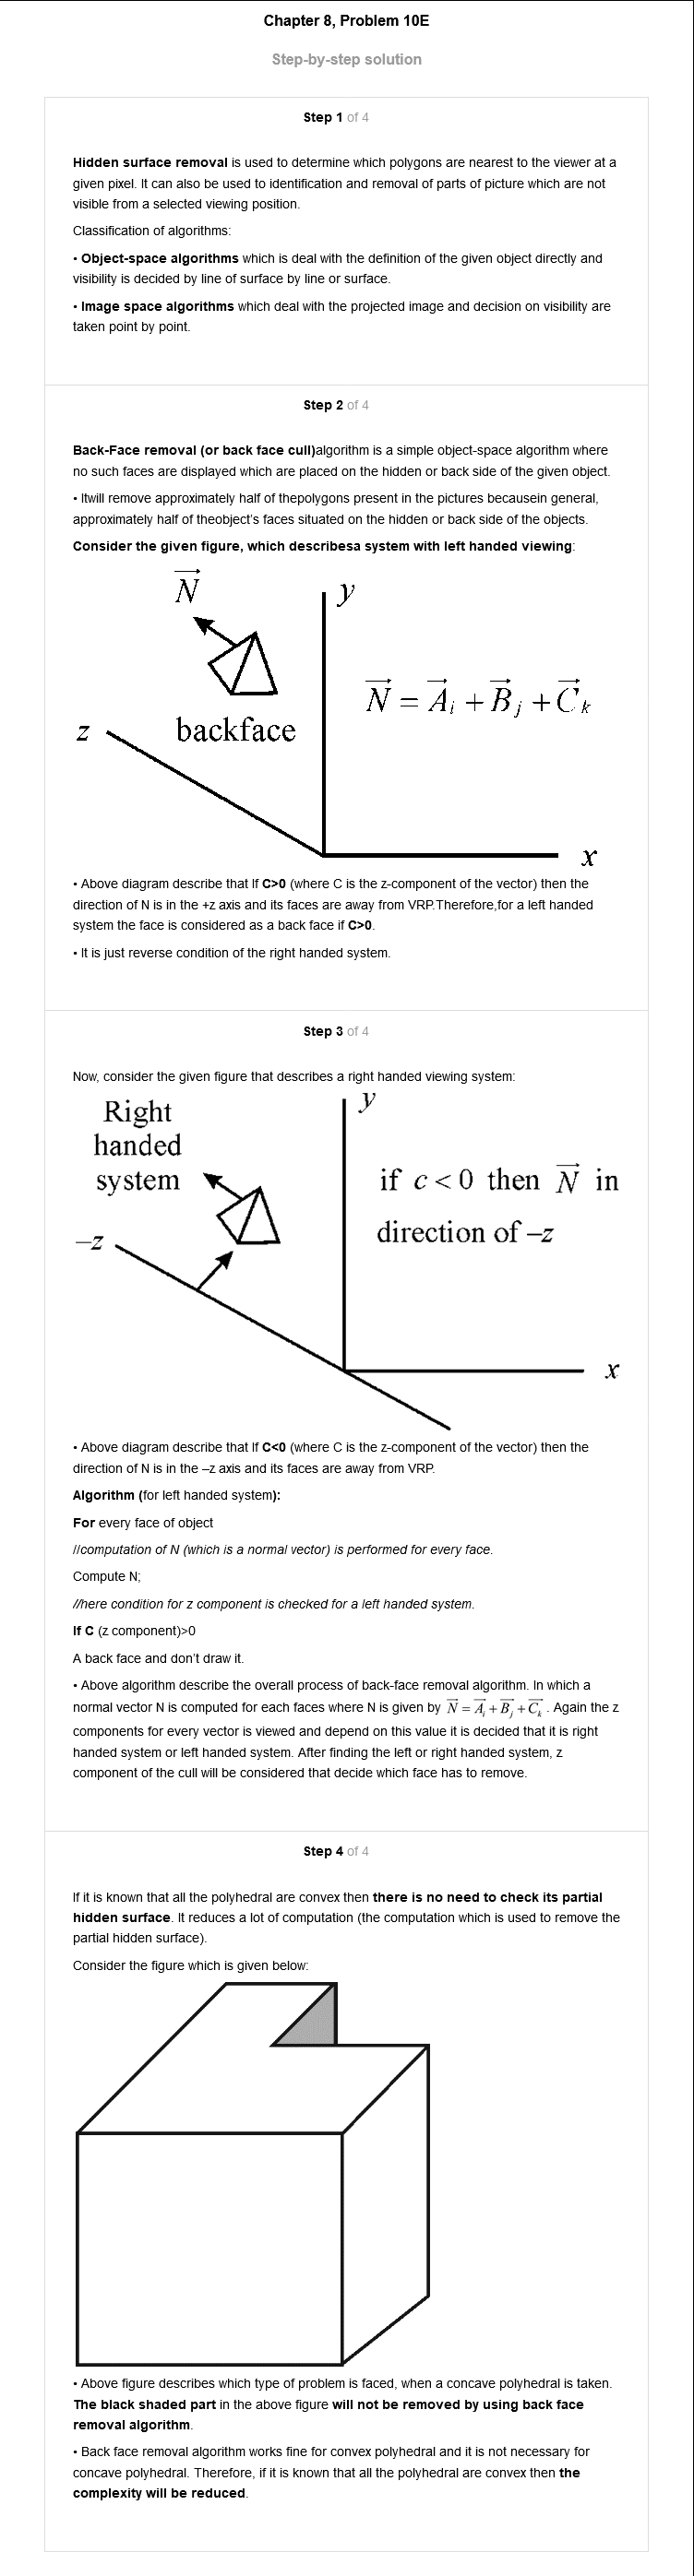 Chapter 8, Problem 10E
Step-by-step solution
Step 1 of 4
Hidden surface removal is used to determine which polygons are nearest to the viewer at a
given pixel. It can also be used to identification and removal of parts of picture which are not
visible from a selected viewing position.
Classification of algorithms:
• Object-space algorithms which is deal with the definition of the given object directly and
visibility is decided by line of surface by line or surface.
• Image space algorithms which deal with the projected image and decision on visibility are
taken point by point.
Step 2 of 4
Back-Face removal (or back face cull)algorithm is a simple object-space algorithm where
no such faces are displayed which are placed on the hidden or back side of the given object.
• Itwill remove approximately half of thepolygons present in the pictures becausein general,
approximately half of theobject's faces situated on the hidden or back side of the objects.
Consider the given figure, which describesa system with left handed viewing:
N⃗
y
N⃗ = A⃗ᵢ + B⃗ⱼ + C⃗ₖ
z
backface
x
• Above diagram describe that If C>0 (where C is the z-component of the vector) then the
direction of N is in the +z axis and its faces are away from VRP.Therefore,for a left handed
system the face is considered as a back face if C>0.
• It is just reverse condition of the right handed system.
Step 3 of 4
Now, consider the given figure that describes a right handed viewing system:
Right
handed
system
y
if c < 0 then N⃗ in
direction of –z
–z
x
• Above diagram describe that If C<0 (where C is the z-component of the vector) then the
direction of N is in the –z axis and its faces are away from VRP.
Algorithm (for left handed system):
For every face of object
//computation of N (which is a normal vector) is performed for every face.
Compute N;
//here condition for z component is checked for a left handed system.
If C (z component)>0
A back face and don't draw it.
• Above algorithm describe the overall process of back-face removal algorithm. In which a
normal vector N is computed for each faces where N is given by N⃗ = A⃗ᵢ + B⃗ⱼ + C⃗ₖ . Again the z
components for every vector is viewed and depend on this value it is decided that it is right
handed system or left handed system. After finding the left or right handed system, z
component of the cull will be considered that decide which face has to remove.
Step 4 of 4
If it is known that all the polyhedral are convex then there is no need to check its partial
hidden surface. It reduces a lot of computation (the computation which is used to remove the
partial hidden surface).
Consider the figure which is given below:
• Above figure describes which type of problem is faced, when a concave polyhedral is taken.
The black shaded part in the above figure will not be removed by using back face
removal algorithm.
• Back face removal algorithm works fine for convex polyhedral and it is not necessary for
concave polyhedral. Therefore, if it is known that all the polyhedral are convex then the
complexity will be reduced.